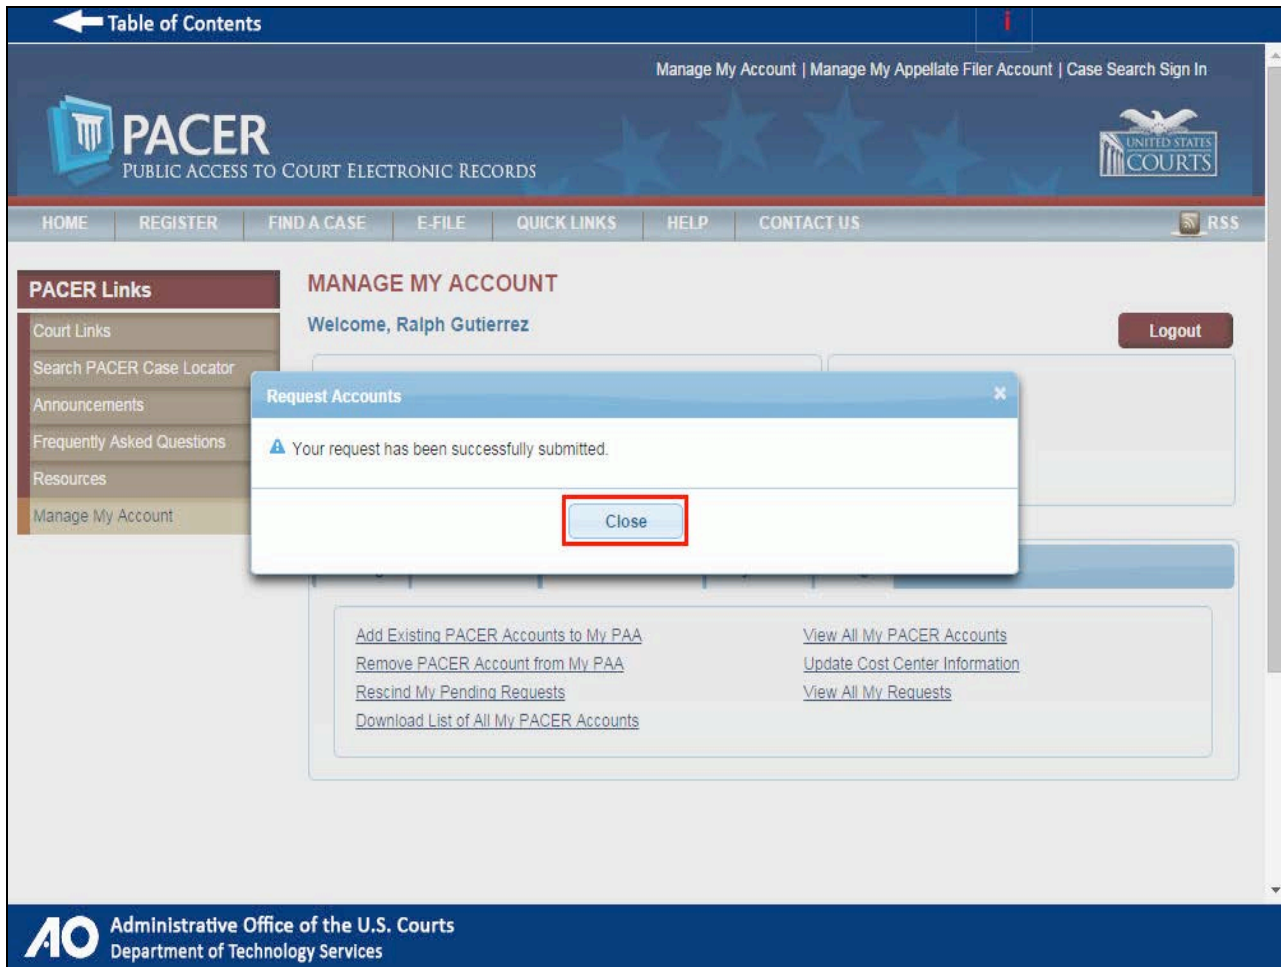 Table of Contents
i
Manage My Account | Manage My Appellate Filer Account | Case Search Sign In
PACER
PUBLIC ACCESS TO COURT ELECTRONIC RECORDS
UNITED STATES
COURTS
HOME REGISTER FIND A CASE E-FILE QUICK LINKS HELP CONTACT US RSS
PACER Links
Court Links
Search PACER Case Locator
Announcements
Frequently Asked Questions
Resources
Manage My Account
MANAGE MY ACCOUNT
Welcome, Ralph Gutierrez
Logout
Request Accounts
Your request has been successfully submitted.
Close
Add Existing PACER Accounts to My PAA
Remove PACER Account from My PAA
Rescind My Pending Requests
Download List of All My PACER Accounts
View All My PACER Accounts
Update Cost Center Information
View All My Requests
AO
Administrative Office of the U.S. Courts
Department of Technology Services